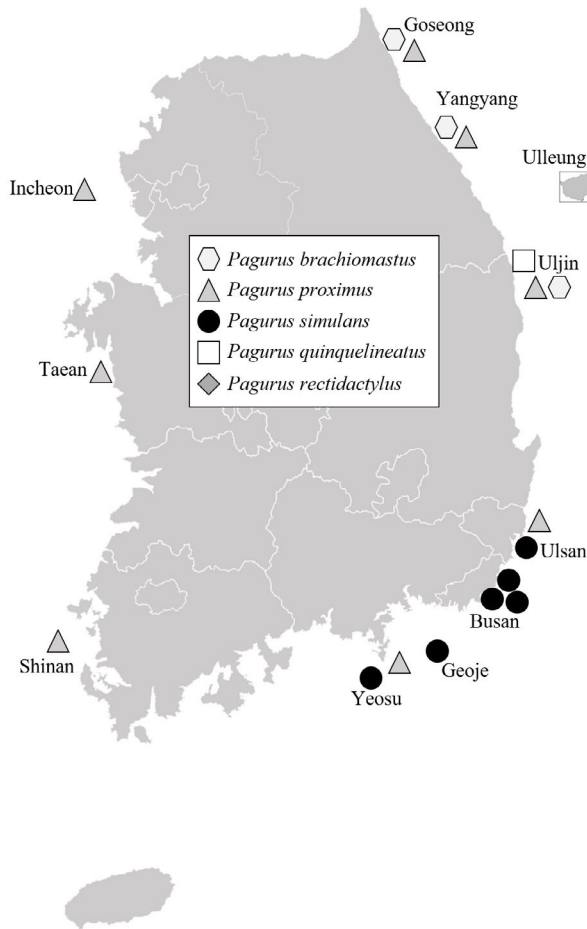 Goseong
Yangyang
Ulleung
Incheon
Uljin
Pagurus brachiomastus
Pagurus proximus
Pagurus simulans
Pagurus quinquelineatus
Pagurus rectidactylus
Taean
Ulsan
Busan
Shinan
Geoje
Yeosu